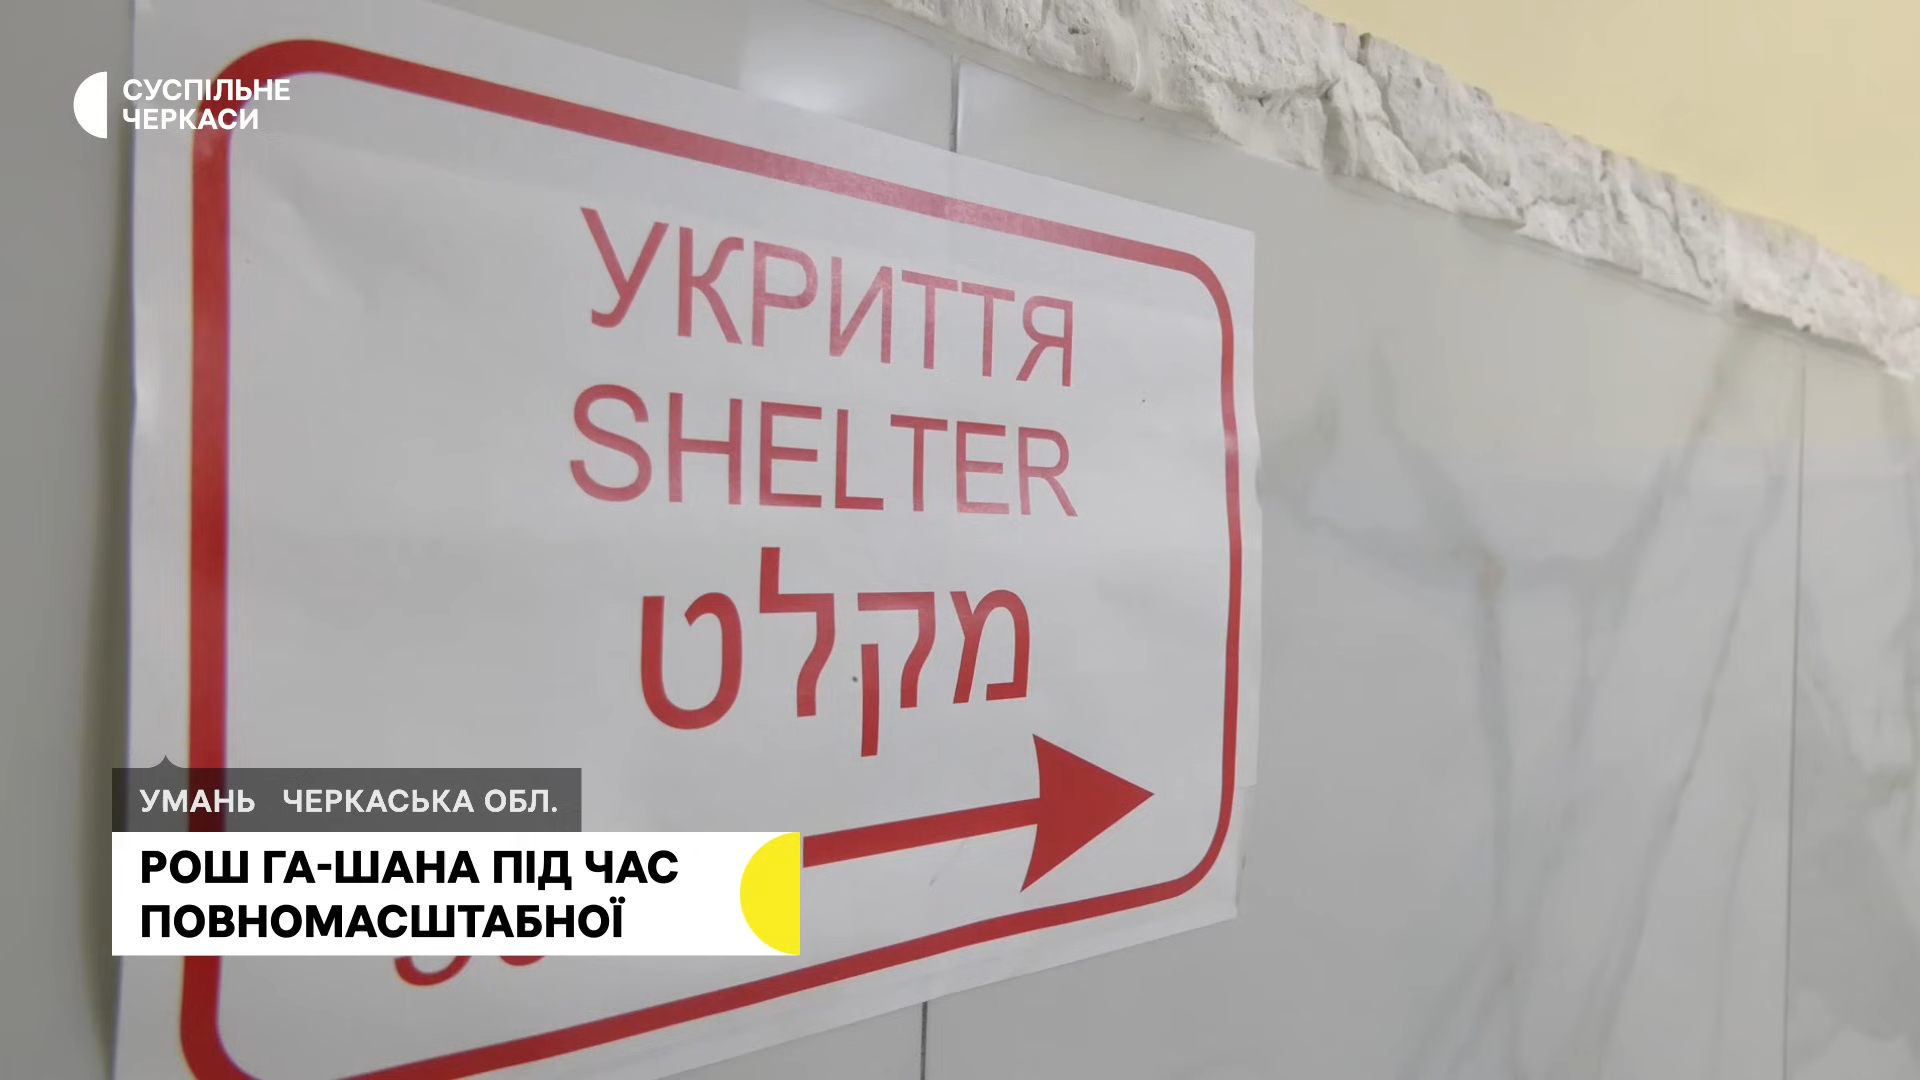 СУСПІЛЬНЕ
ЧЕРКАСИ
УКРИТТЯ
SHELTER
מקלט
УМАНЬ ЧЕРКАСЬКА ОБЛ.
РОШ ГА-ШАНА ПІД ЧАС
ПОВНОМАСШТАБНОЇ